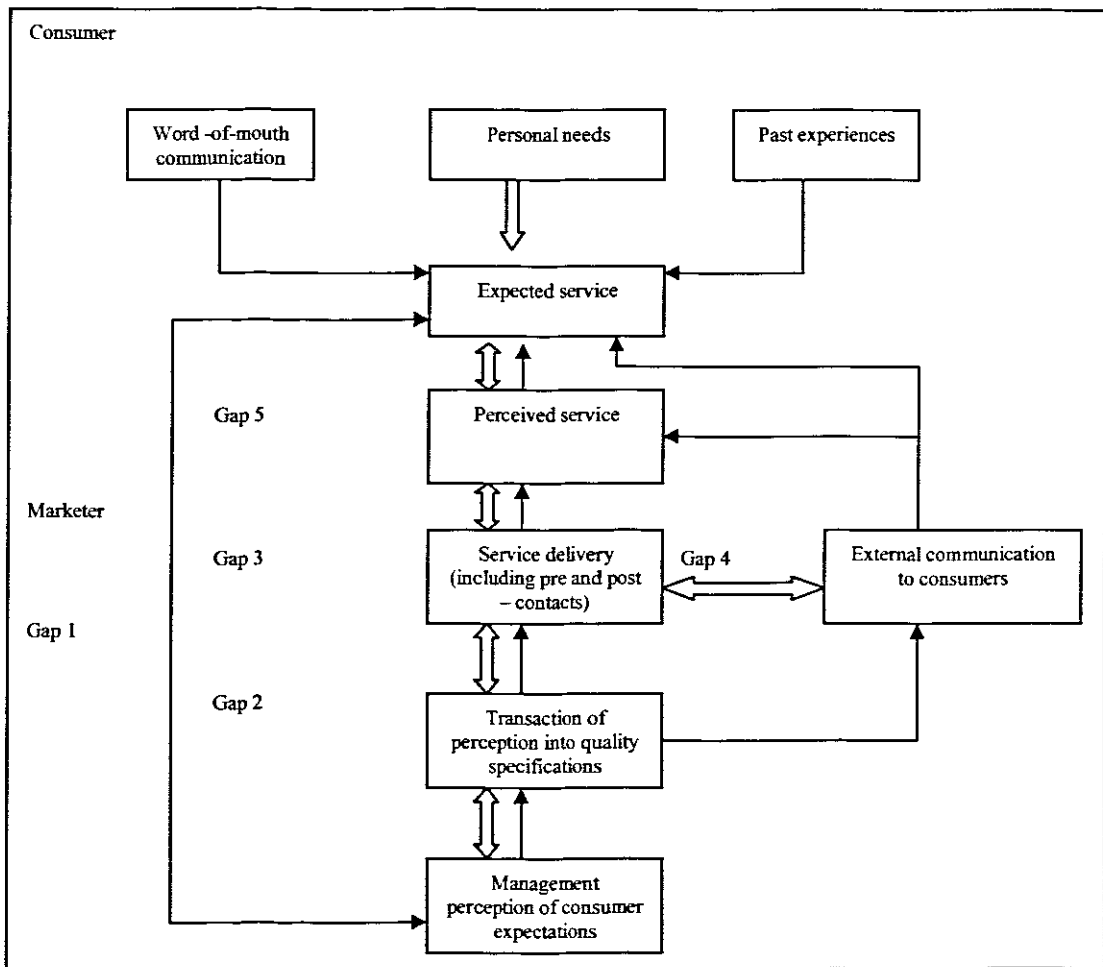 Consumer
Word -of-mouth
communication
Personal needs
Past experiences
Expected service
Gap 5
Perceived service
Marketer
Gap 3
Service delivery
(including pre and post
– contacts)
Gap 4
External communication
to consumers
Gap 1
Gap 2
Transaction of
perception into quality
specifications
Management
perception of consumer
expectations